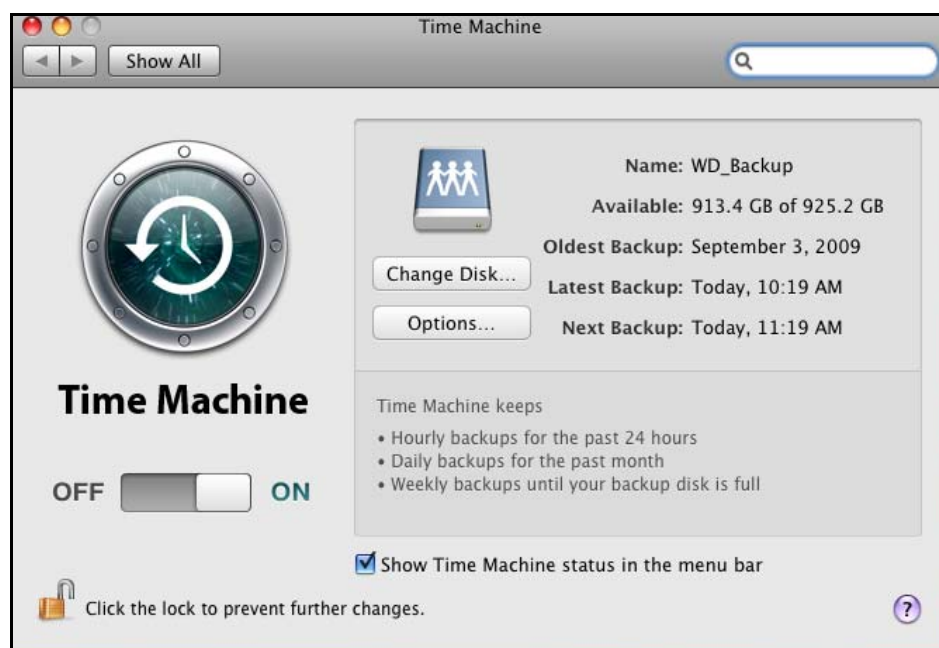 Time Machine
Show All
Name: WD_Backup
Available: 913.4 GB of 925.2 GB
Oldest Backup: September 3, 2009
Change Disk...
Latest Backup: Today, 10:19 AM
Options...
Next Backup: Today, 11:19 AM
Time Machine
Time Machine keeps
• Hourly backups for the past 24 hours
• Daily backups for the past month
• Weekly backups until your backup disk is full
OFF ON
Show Time Machine status in the menu bar
Click the lock to prevent further changes.
?